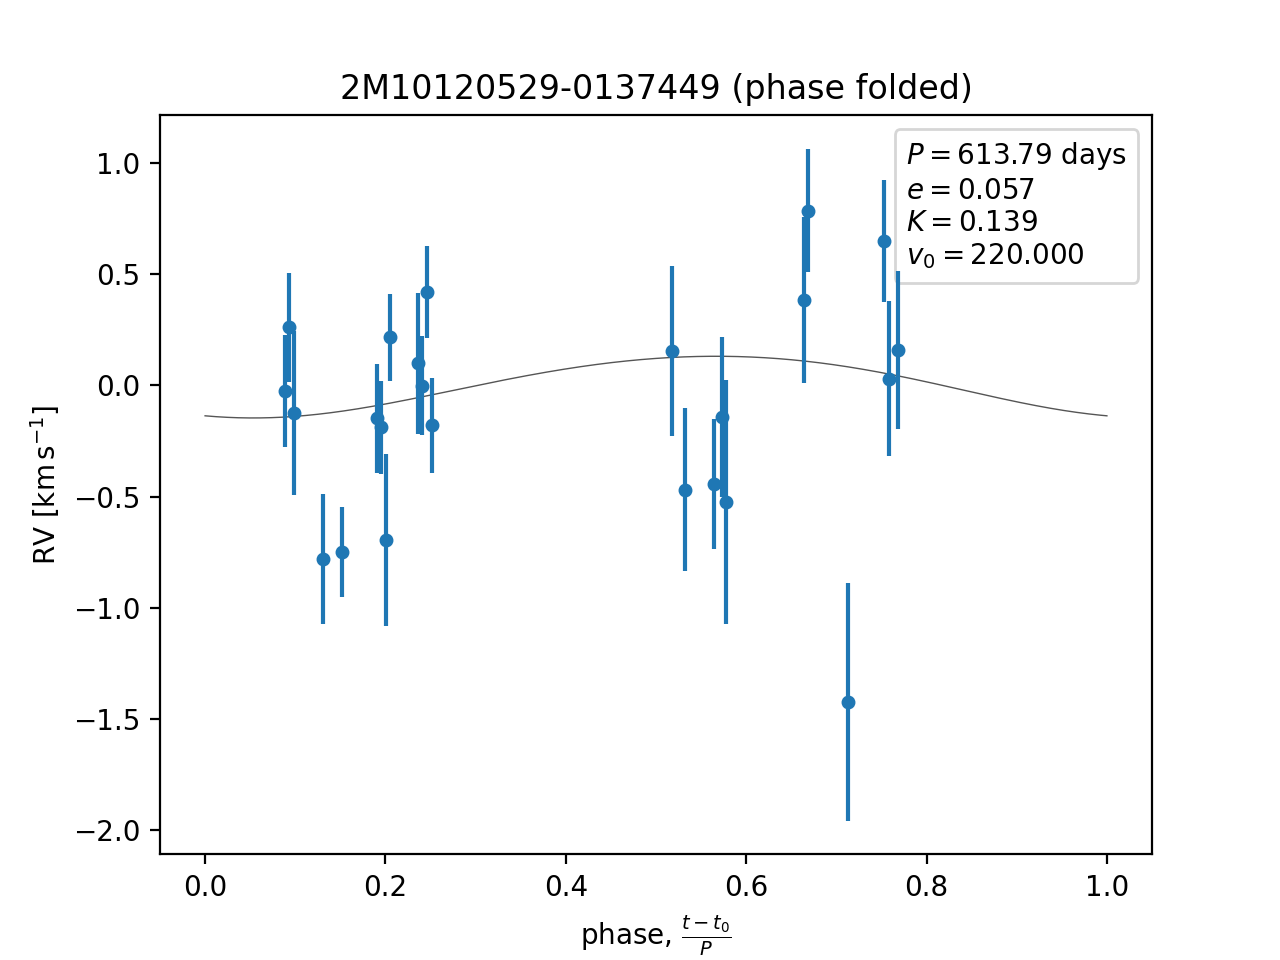 2M10120529-0137449 (phase folded)
P = 613.79 days
e = 0.057
K = 0.139
v₀ = 220.000
1.0
0.5
0.0
−0.5
−1.0
−1.5
−2.0
RV [km s⁻¹]
0.0 0.2 0.4 0.6 0.8 1.0
phase, (t − t₀)/P